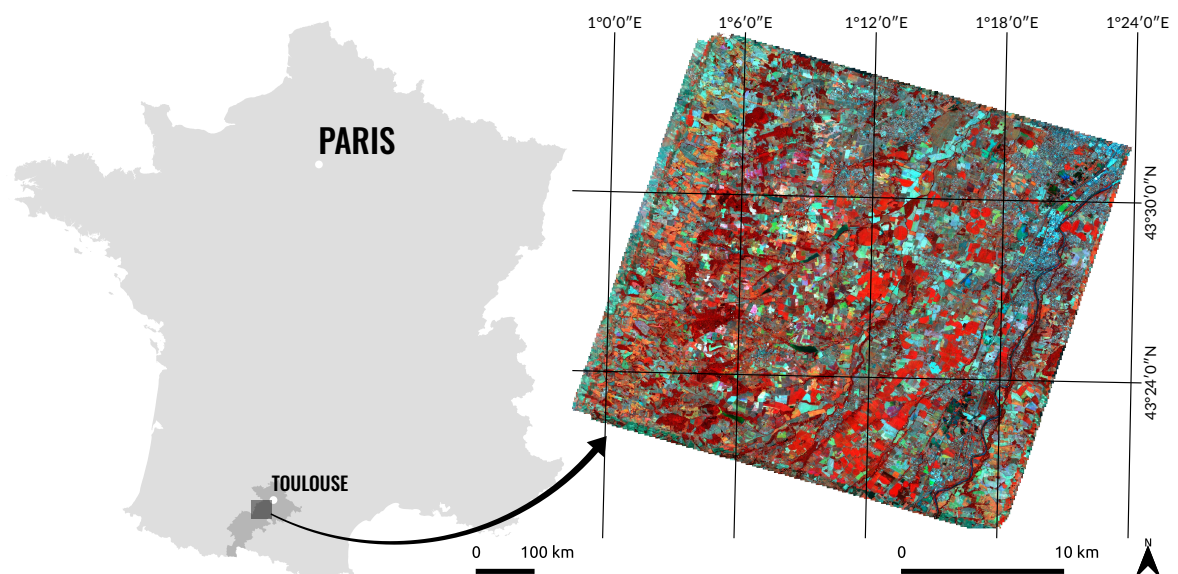 1°0′0″E 1°6′0″E 1°12′0″E 1°18′0″E 1°24′0″E
PARIS
43°30′0″N
43°24′0″N
TOULOUSE
0 100 km
0 10 km
N